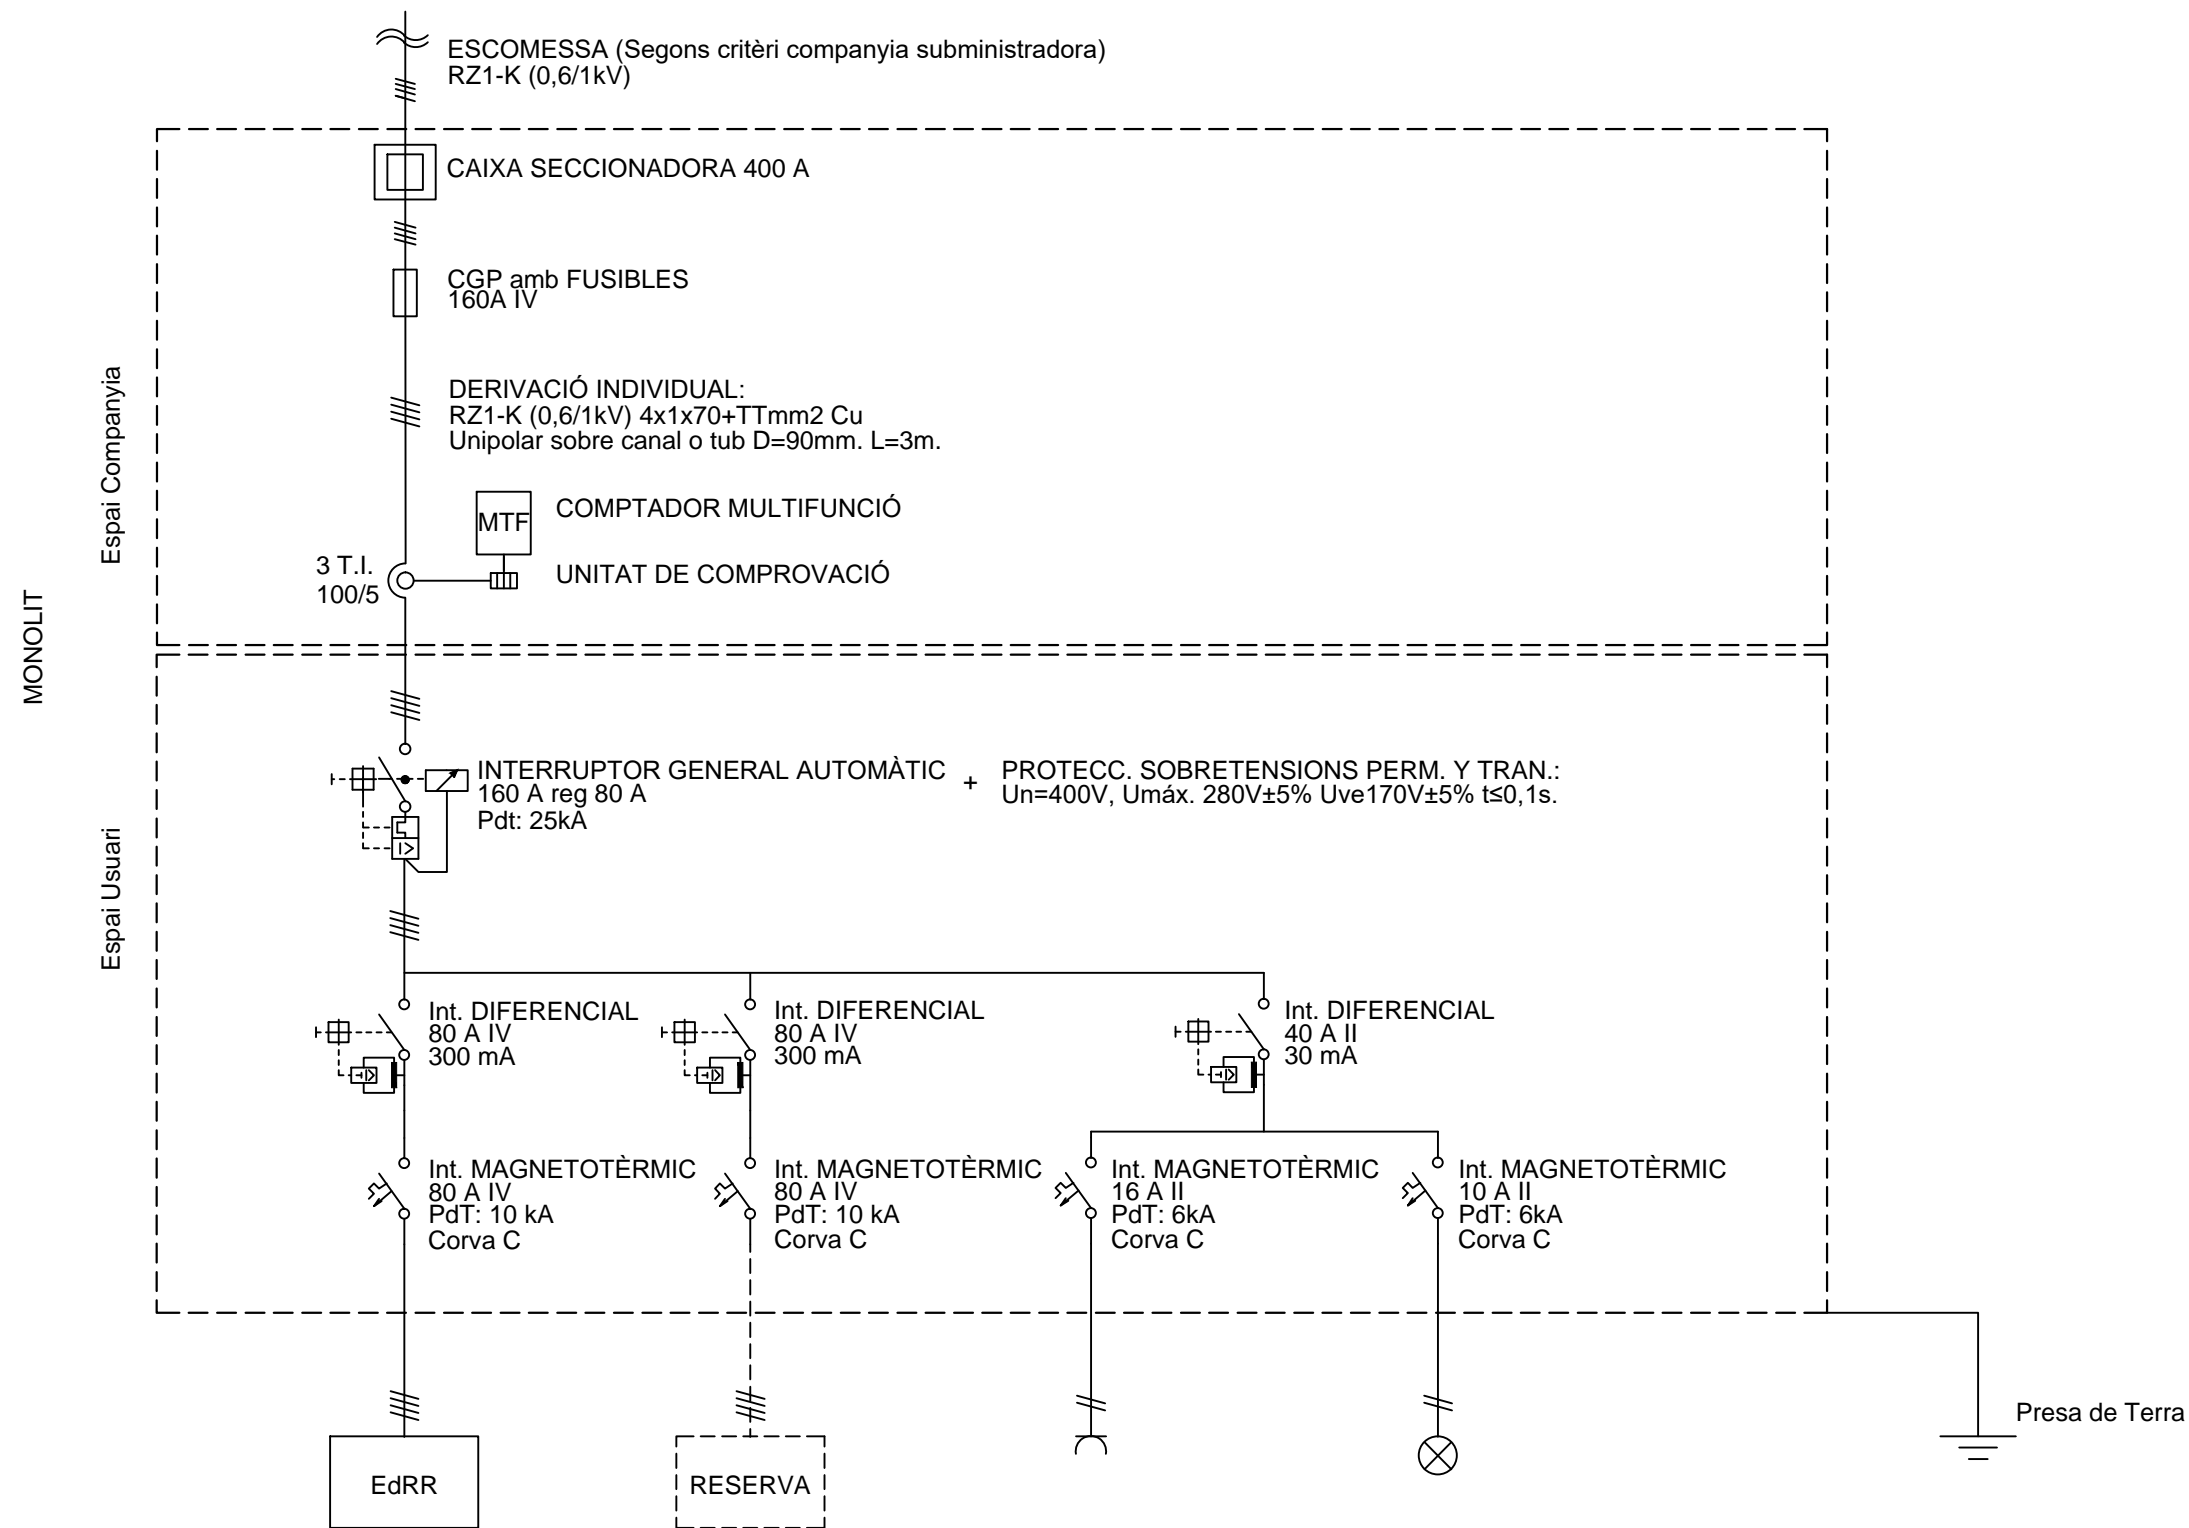 ESCOMESSA (Segons critèri companyia subministradora)
RZ1-K (0,6/1kV)
CAIXA SECCIONADORA 400 A
CGP amb FUSIBLES
160A IV
DERIVACIÓ INDIVIDUAL:
RZ1-K (0,6/1kV) 4x1x70+TTmm2 Cu
Unipolar sobre canal o tub D=90mm. L=3m.
MTF
COMPTADOR MULTIFUNCIÓ
3 T.I.
100/5
UNITAT DE COMPROVACIÓ
Espai Companyia
MONOLIT
Espai Usuari
INTERRUPTOR GENERAL AUTOMÀTIC
160 A reg 80 A
Pdt: 25kA
+
PROTECC. SOBRETENSIONS PERM. Y TRAN.:
Un=400V, Umáx. 280V±5% Uve170V±5% t≤0,1s.
Int. DIFERENCIAL
80 A IV
300 mA
Int. DIFERENCIAL
80 A IV
300 mA
Int. DIFERENCIAL
40 A II
30 mA
Int. MAGNETOTÈRMIC
80 A IV
PdT: 10 kA
Corva C
Int. MAGNETOTÈRMIC
80 A IV
PdT: 10 kA
Corva C
Int. MAGNETOTÈRMIC
16 A II
PdT: 6kA
Corva C
Int. MAGNETOTÈRMIC
10 A II
PdT: 6kA
Corva C
EdRR
RESERVA
Presa de Terra